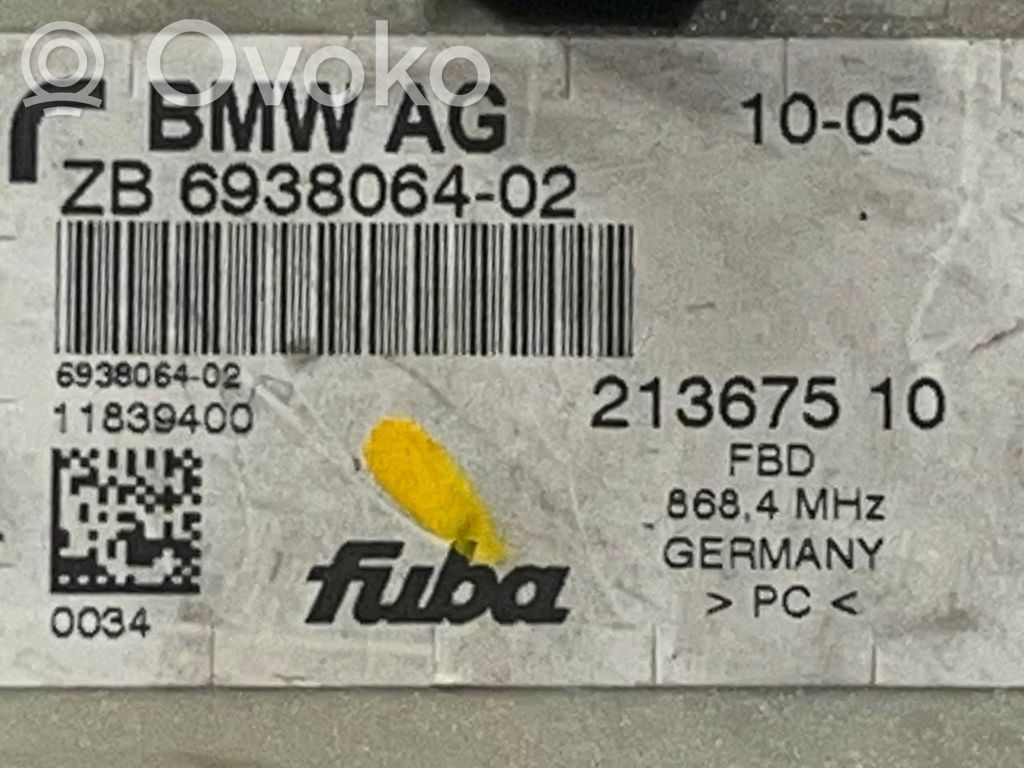 Ovoko
BMW AG
10-05
ZB 6938064-02
6938064-02
11839400
213675 10
FBD
868,4 MHz
GERMANY
> PC <
fuba
0034